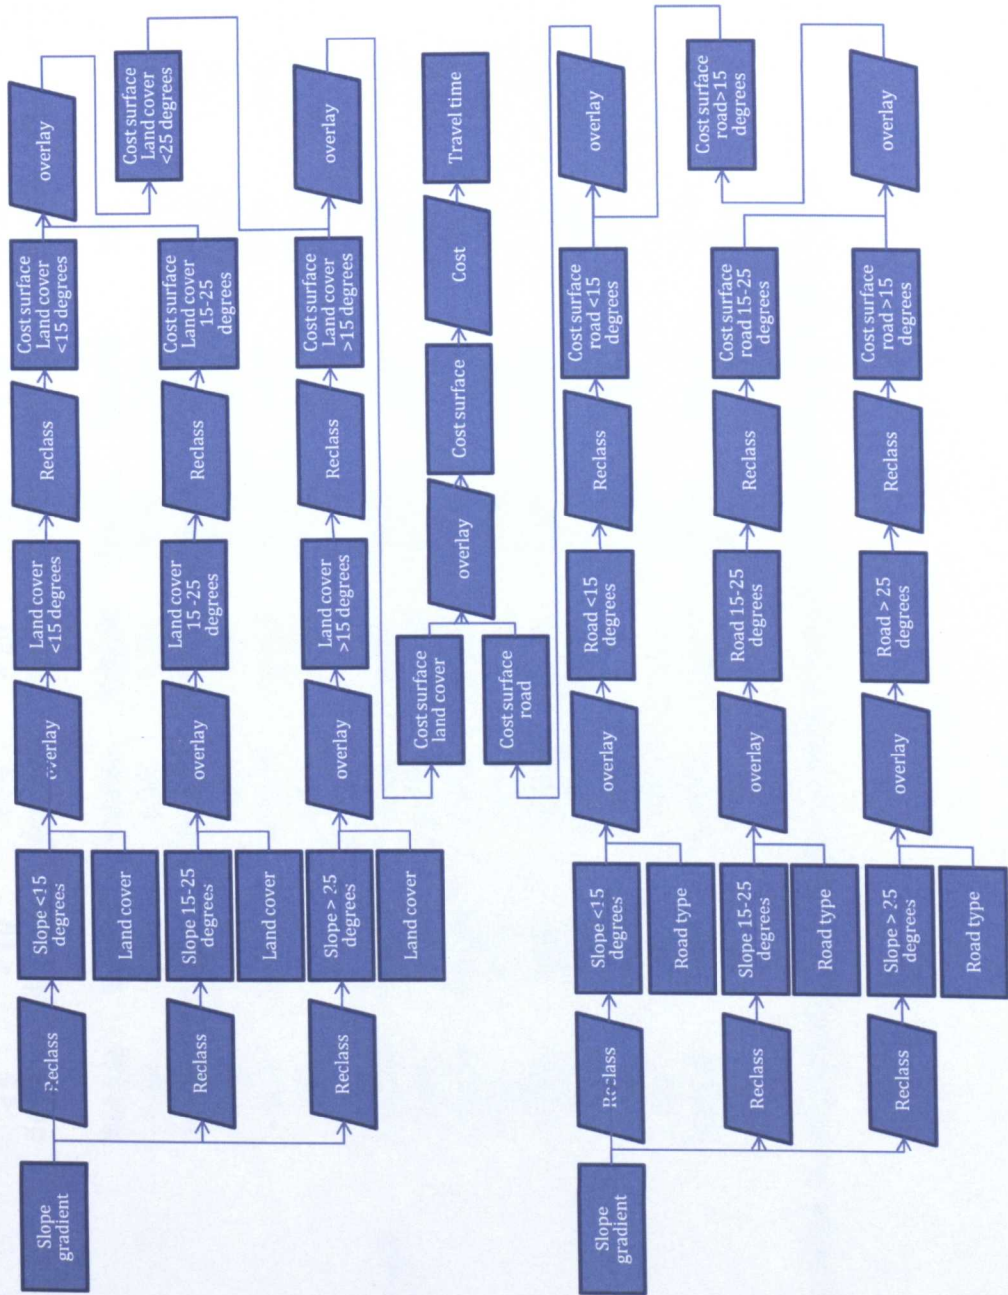 Slope
gradient
Reclass
Slope <15
degrees
overlay
Land cover
<15 degrees
Reclass
Cost surface
Land cover
<15 degrees
overlay
Land cover
Cost surface
Land cover
<25 degrees
Reclass
Slope 15-25
degrees
overlay
Land cover
15 -25
degrees
Reclass
Cost surface
Land cover
15-25
degrees
Land cover
Reclass
Slope > 25
degrees
overlay
Land cover
>15 degrees
Reclass
Cost surface
Land cover
>15 degrees
overlay
Land cover
Cost surface
land cover
overlay
Cost surface
Cost
Travel time
Cost surface
road
Slope
gradient
Reclass
Slope <15
degrees
overlay
Road <15
degrees
Reclass
Cost surface
road <15
degrees
overlay
Road type
Cost surface
road>15
degrees
Reclass
Slope 15-25
degrees
overlay
Road 15-25
degrees
Reclass
Cost surface
road 15-25
degrees
Road type
Reclass
Slope > 25
degrees
overlay
Road > 25
degrees
Reclass
Cost surface
road >15
degrees
overlay
Road type